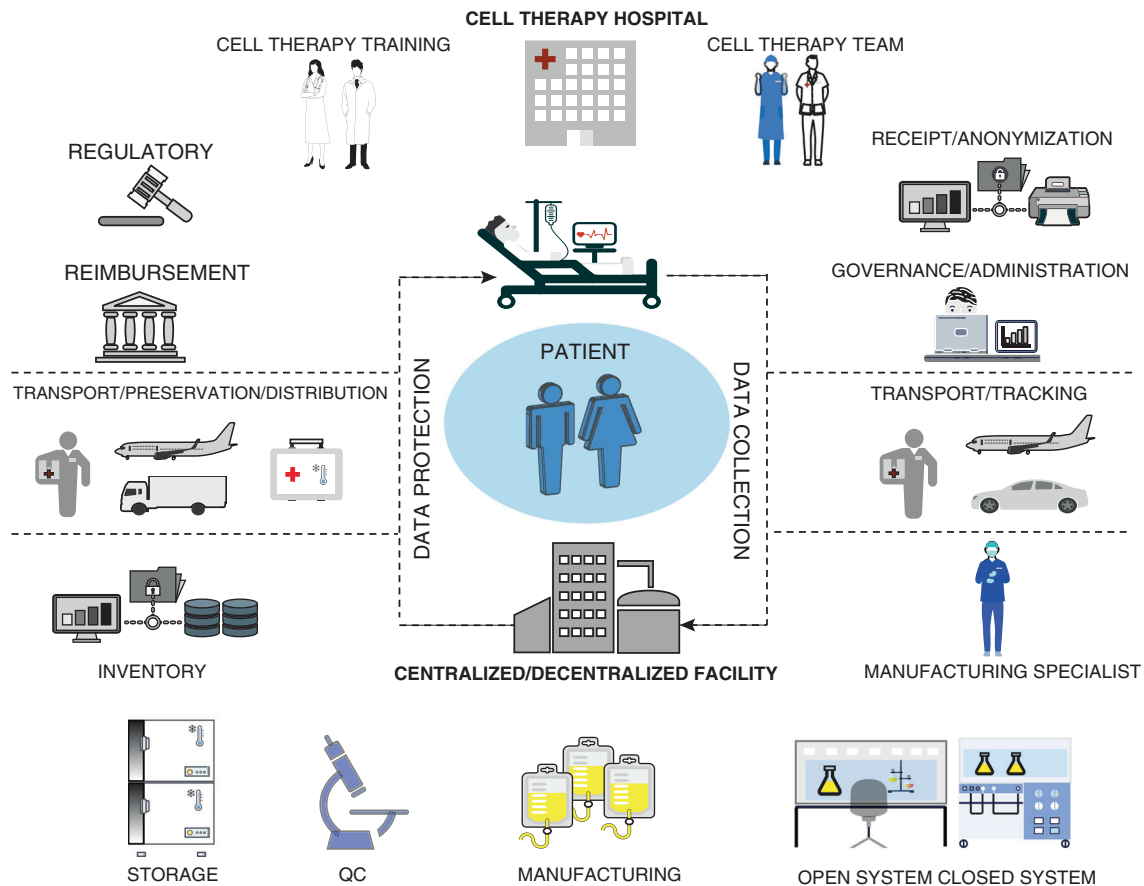 CELL THERAPY HOSPITAL
CELL THERAPY TRAINING
CELL THERAPY TEAM
REGULATORY
RECEIPT/ANONYMIZATION
REIMBURSEMENT
GOVERNANCE/ADMINISTRATION
PATIENT
TRANSPORT/PRESERVATION/DISTRIBUTION
TRANSPORT/TRACKING
DATA PROTECTION
DATA COLLECTION
INVENTORY
CENTRALIZED/DECENTRALIZED FACILITY
MANUFACTURING SPECIALIST
STORAGE
QC
MANUFACTURING
OPEN SYSTEM CLOSED SYSTEM